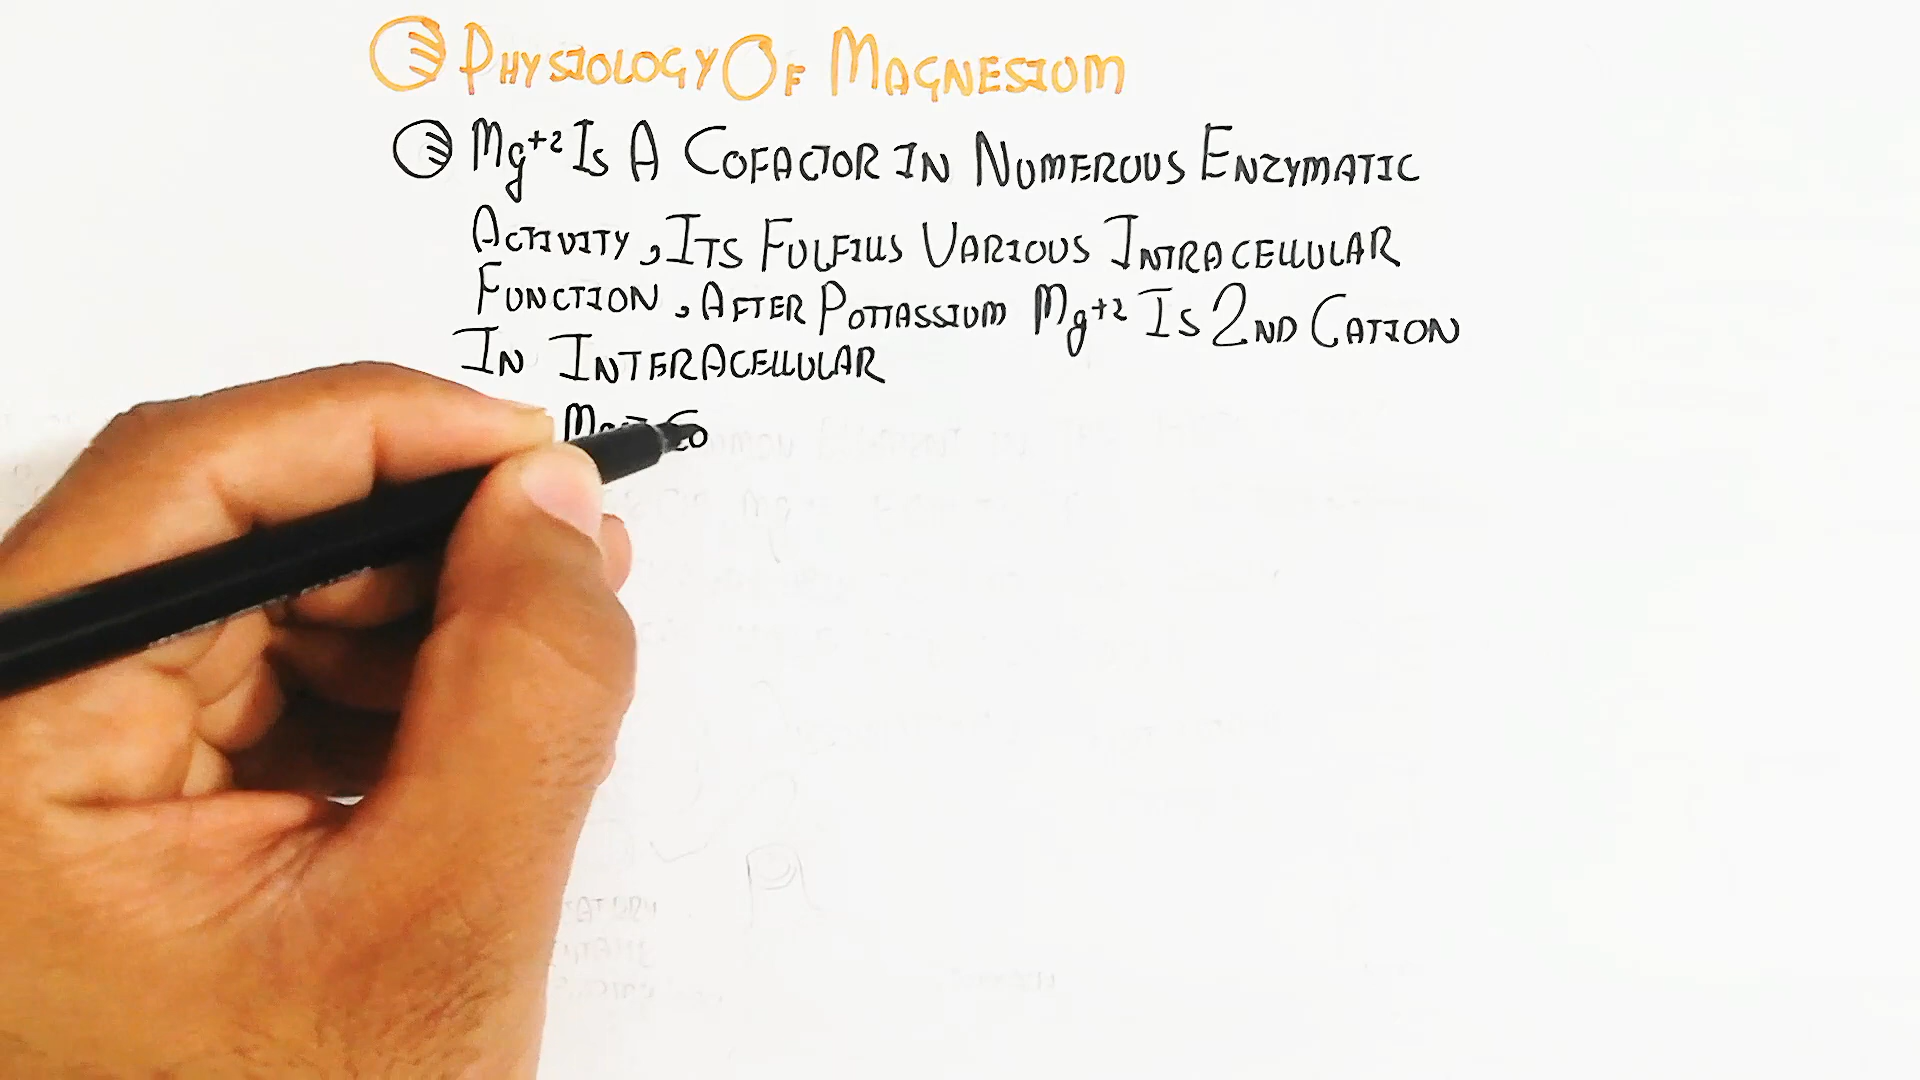 PHYSIOLOGY OF MAGNESIUM
Mg+2 IS A COFACTOR IN NUMEROUS ENZYMATIC
ACTIVITY, ITS FULFILLS VARIOUS INTRACELLULAR
FUNCTION, AFTER POTTASSIUM Mg+2 IS 2ND CATION
IN INTERACELLULAR